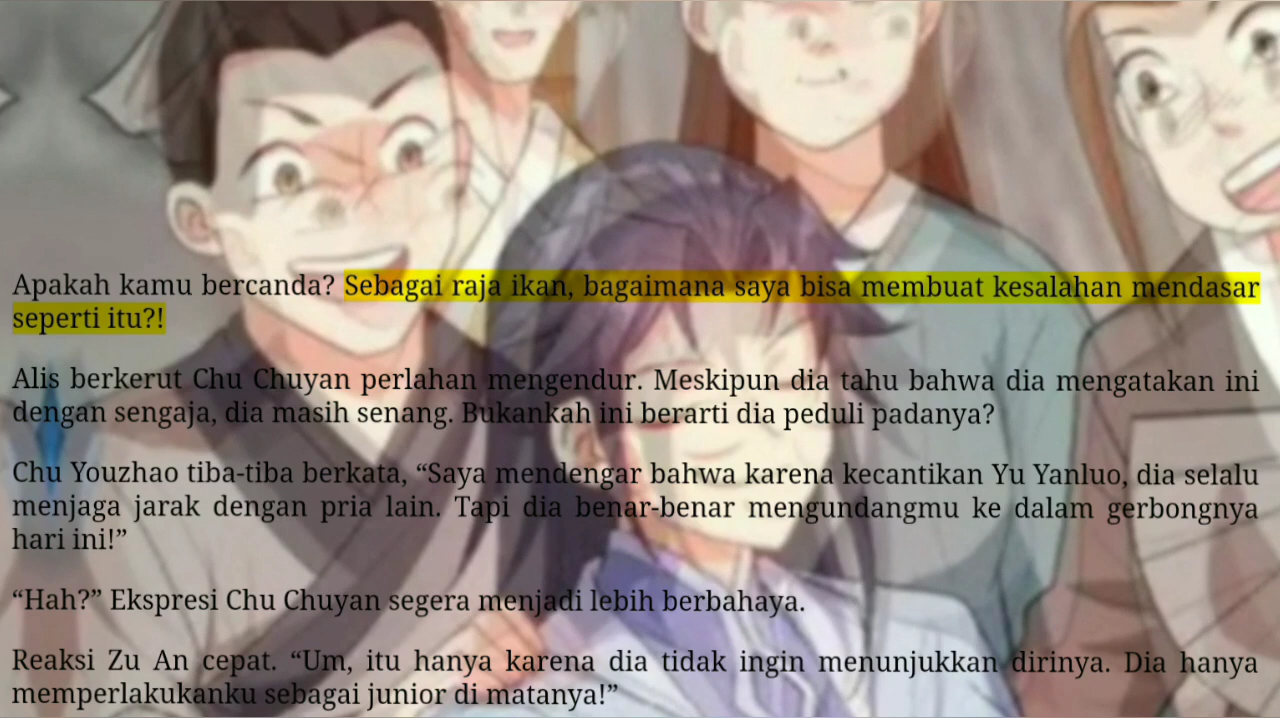 Apakah kamu bercanda? Sebagai raja ikan, bagaimana saya bisa membuat kesalahan mendasar
seperti itu?!
Alis berkerut Chu Chuyan perlahan mengendur. Meskipun dia tahu bahwa dia mengatakan ini
dengan sengaja, dia masih senang. Bukankah ini berarti dia peduli padanya?
Chu Youzhao tiba-tiba berkata, “Saya mendengar bahwa karena kecantikan Yu Yanluo, dia selalu
menjaga jarak dengan pria lain. Tapi dia benar-benar mengundangmu ke dalam gerbongnya
hari ini!”
“Hah?” Ekspresi Chu Chuyan segera menjadi lebih berbahaya.
Reaksi Zu An cepat. “Um, itu hanya karena dia tidak ingin menunjukkan dirinya. Dia hanya
memperlakukanku sebagai junior di matanya!”